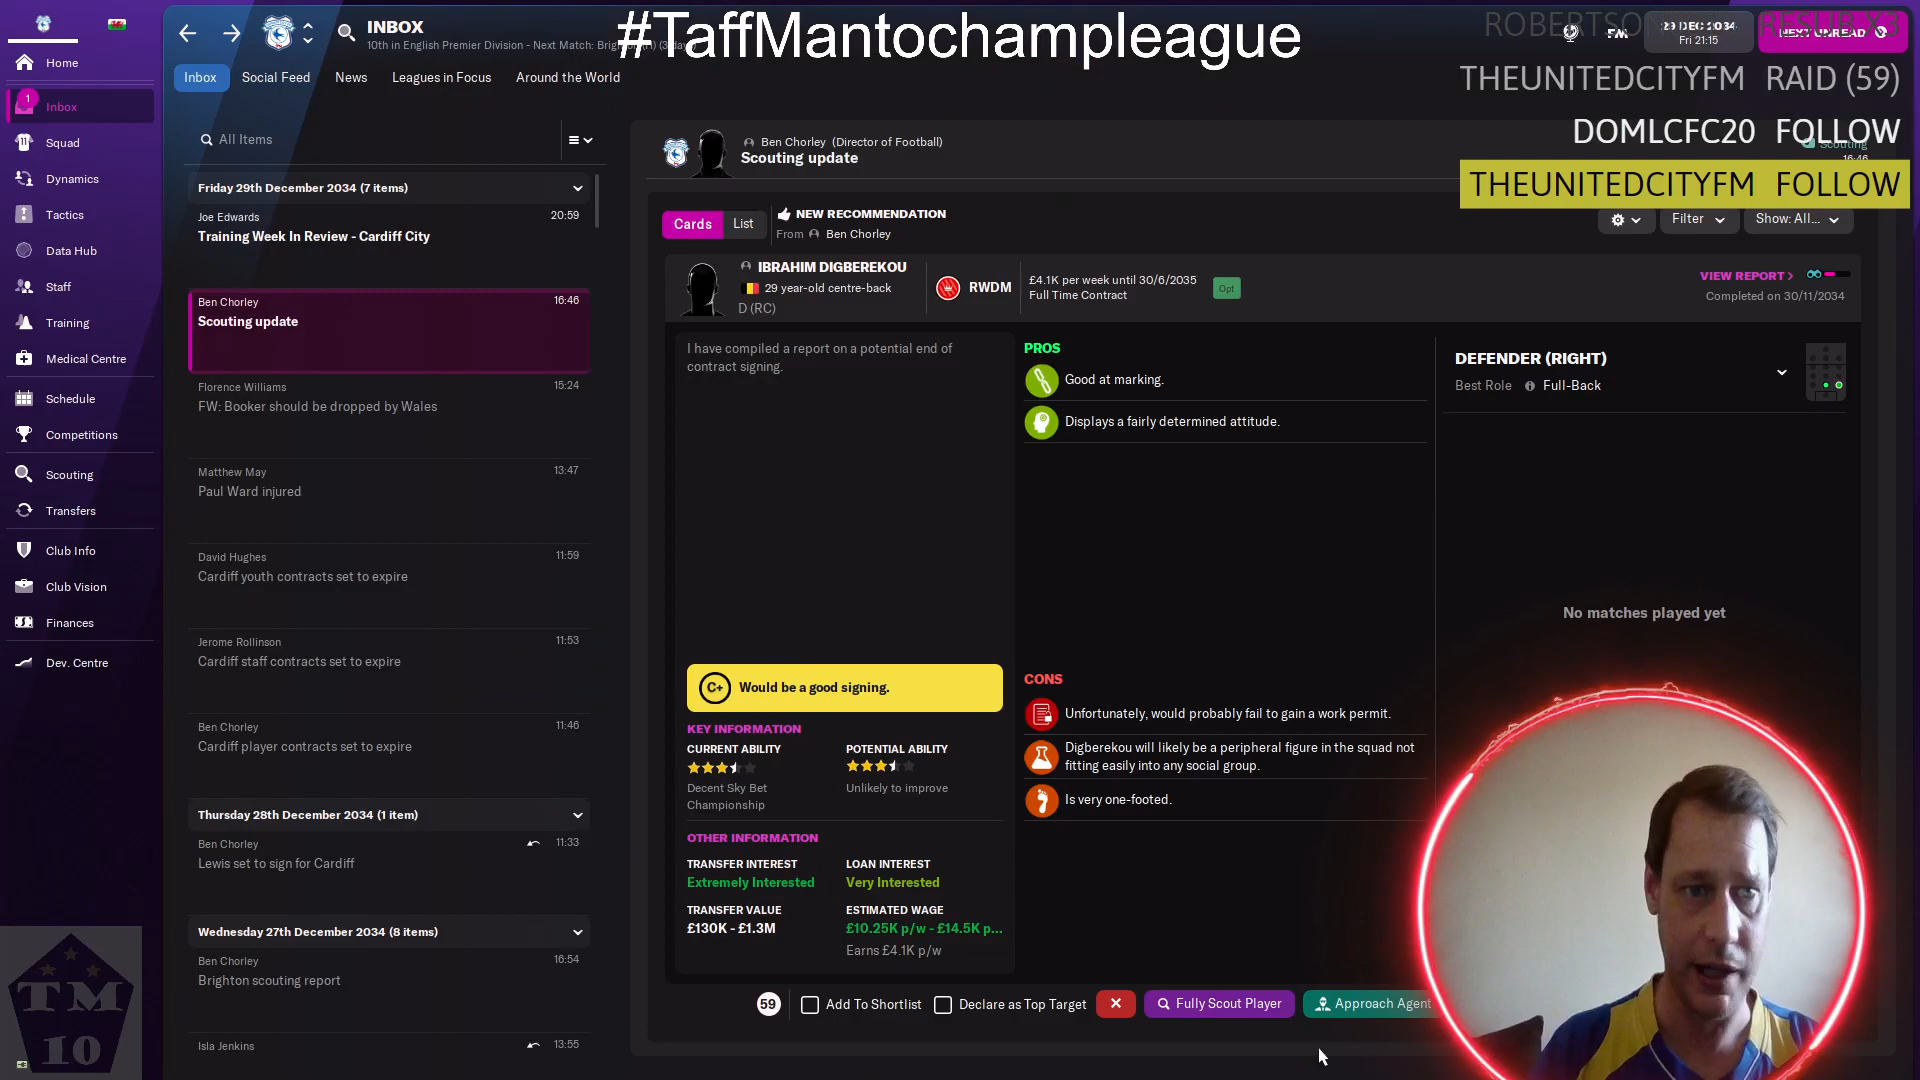 INBOX
10th in English Premier Division - Next Match:
#TaffMantochampleague
ROBERTSO
RESUB X3
29 DEC 2034
Fri 21:15
NEXT UNREAD
THEUNITEDCITYFM RAID (59)
DOMLCFC20 FOLLOW
THEUNITEDCITYFM FOLLOW
Home
1
Inbox
Squad
Dynamics
Tactics
Data Hub
Staff
Training
Medical Centre
Schedule
Competitions
Scouting
Transfers
Club Info
Club Vision
Finances
Dev. Centre
TM
10
Inbox
Social Feed
News
Leagues in Focus
Around the World
All Items
Friday 29th December 2034 (7 items)
Joe Edwards 20:59
Training Week In Review - Cardiff City
Ben Chorley 16:46
Scouting update
Florence Williams 15:24
FW: Booker should be dropped by Wales
Matthew May 13:47
Paul Ward injured
David Hughes 11:59
Cardiff youth contracts set to expire
Jerome Rollinson 11:53
Cardiff staff contracts set to expire
Ben Chorley 11:46
Cardiff player contracts set to expire
Thursday 28th December 2034 (1 item)
Ben Chorley 11:33
Lewis set to sign for Cardiff
Wednesday 27th December 2034 (8 items)
Ben Chorley 16:54
Brighton scouting report
Isla Jenkins 13:55
Ben Chorley (Director of Football)
Scouting update
Scouting
16:46
Cards
List
NEW RECOMMENDATION
From Ben Chorley
Filter
Show: All...
IBRAHIM DIGBEREKOU
29 year-old centre-back
D (RC)
RWDM
£4.1K per week until 30/6/2035
Full Time Contract
Opt
VIEW REPORT >
Completed on 30/11/2034
I have compiled a report on a potential end of
contract signing.
C+ Would be a good signing.
KEY INFORMATION
CURRENT ABILITY
Decent Sky Bet
Championship
POTENTIAL ABILITY
Unlikely to improve
OTHER INFORMATION
TRANSFER INTEREST
Extremely Interested
LOAN INTEREST
Very Interested
TRANSFER VALUE
£130K - £1.3M
ESTIMATED WAGE
£10.25K p/w - £14.5K p...
Earns £4.1K p/w
PROS
Good at marking.
Displays a fairly determined attitude.
CONS
Unfortunately, would probably fail to gain a work permit.
Digberekou will likely be a peripheral figure in the squad not
fitting easily into any social group.
Is very one-footed.
DEFENDER (RIGHT)
Best Role Full-Back
No matches played yet
59
Add To Shortlist
Declare as Top Target
Fully Scout Player
Approach Agent